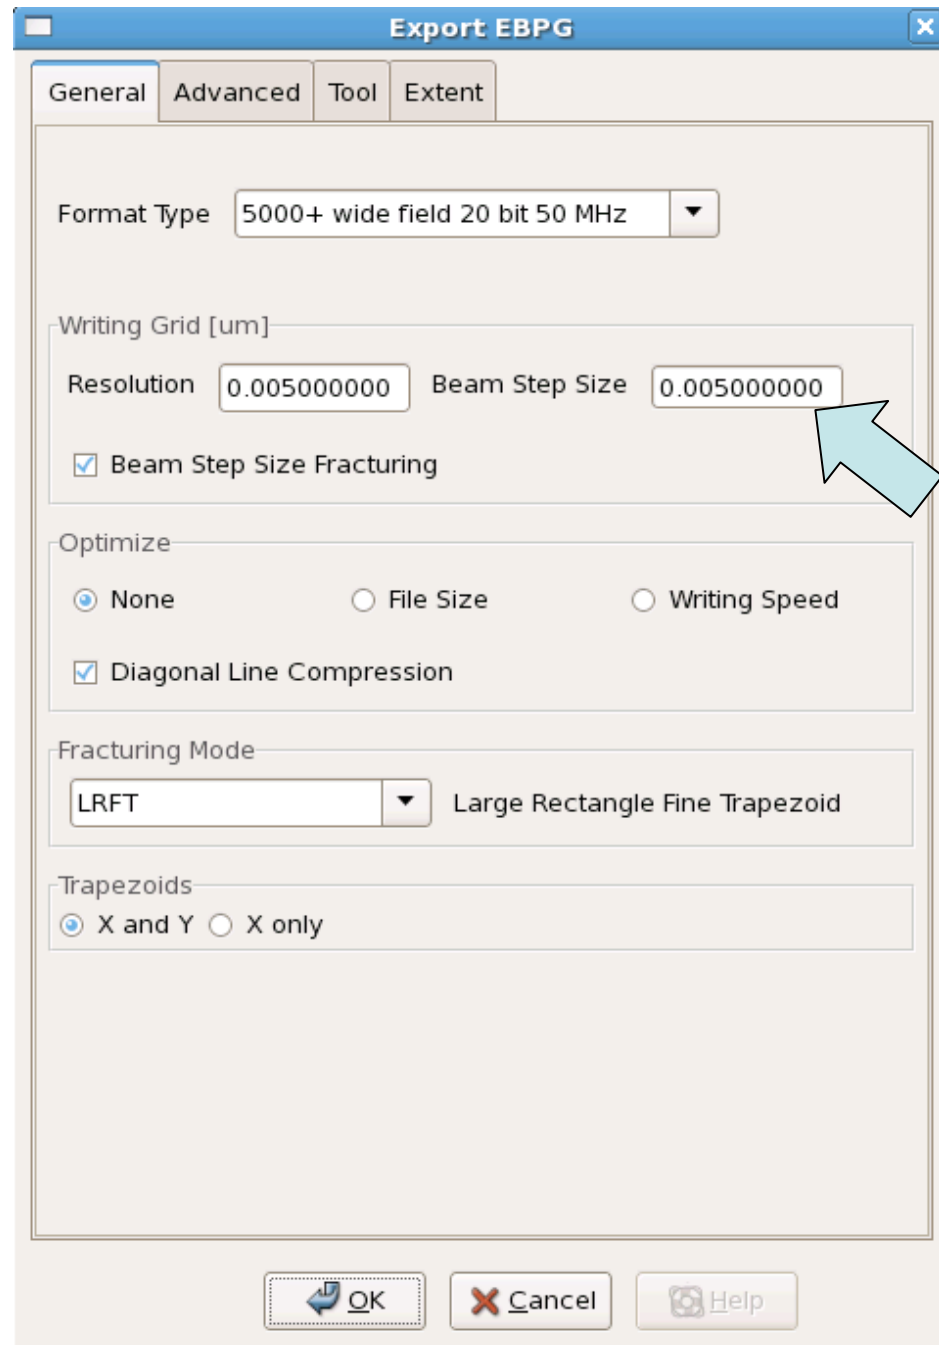 Export EBPG
General Advanced Tool Extent
Format Type 5000+ wide field 20 bit 50 MHz
Writing Grid [um]
Resolution 0.005000000 Beam Step Size 0.005000000
Beam Step Size Fracturing
Optimize
None File Size Writing Speed
Diagonal Line Compression
Fracturing Mode
LRFT Large Rectangle Fine Trapezoid
Trapezoids
X and Y X only
OK Cancel Help